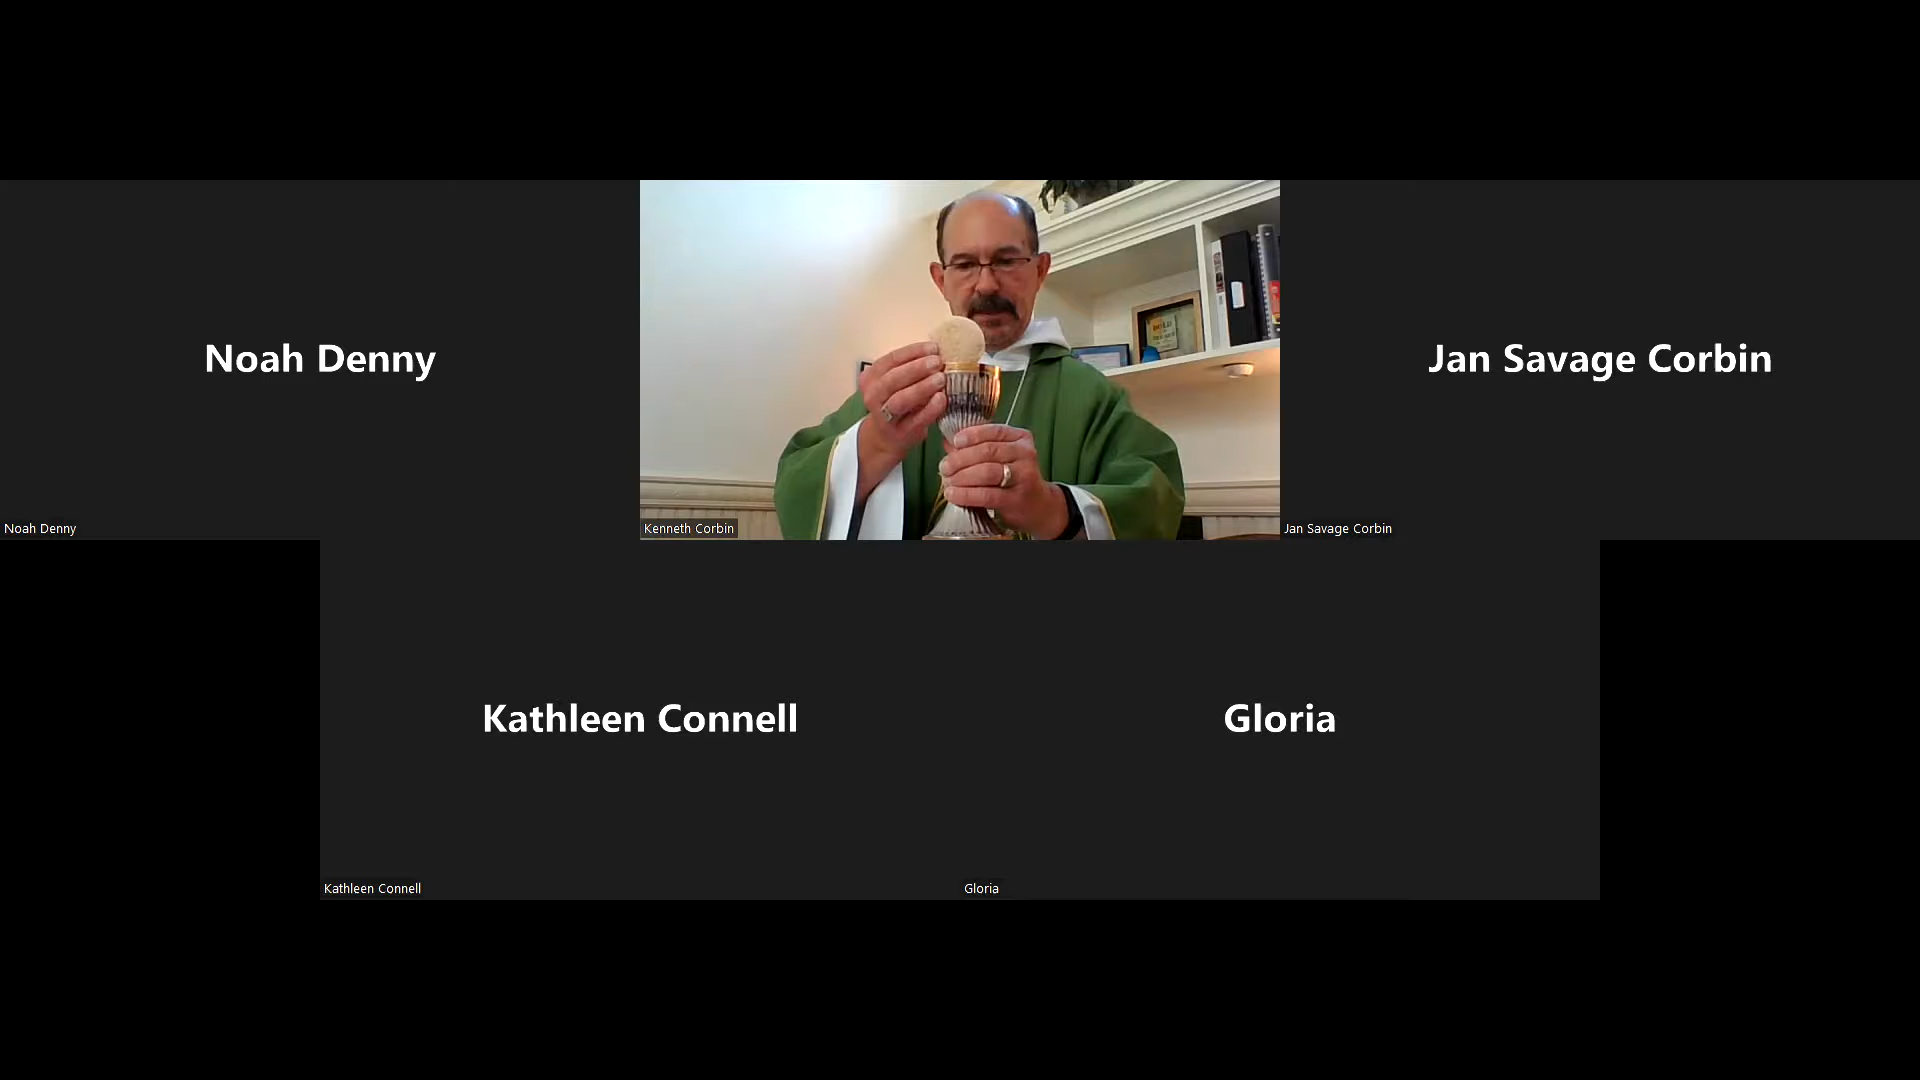 Noah Denny
Jan Savage Corbin
Noah Denny
Kenneth Corbin
Jan Savage Corbin
Kathleen Connell
Gloria
Kathleen Connell
Gloria